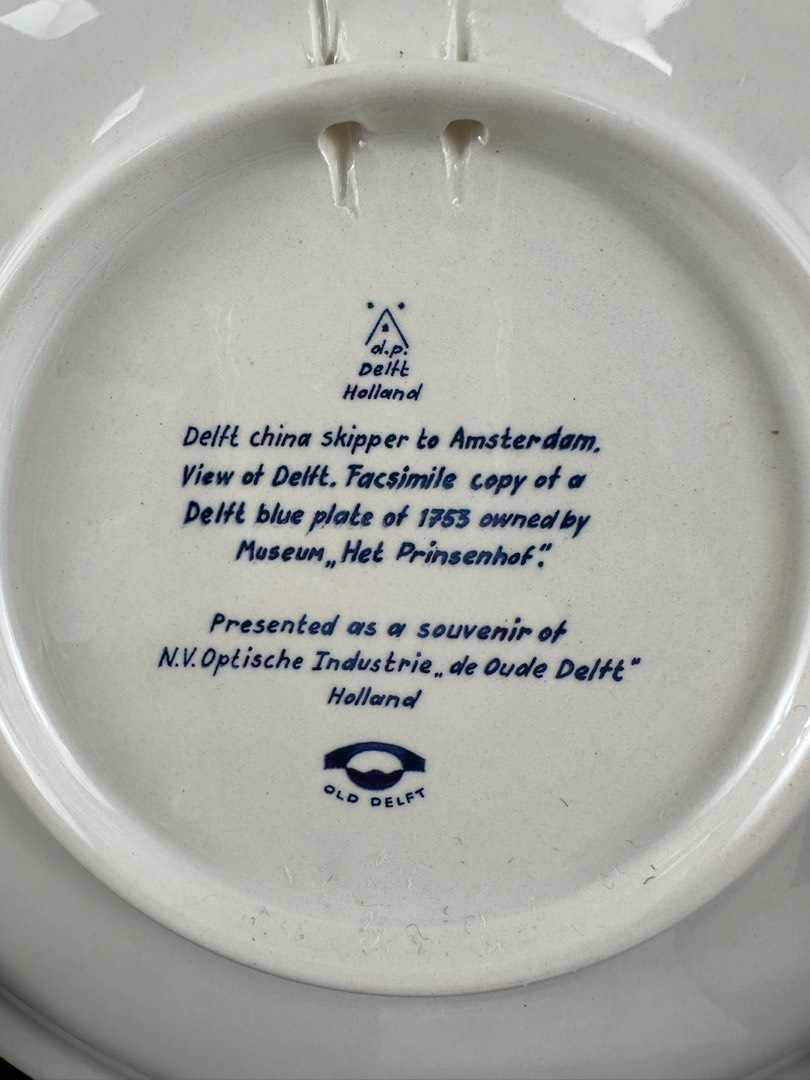 d.p.
Delft
Holland
Delft china skipper to Amsterdam.
View of Delft. Facsimile copy of a
Delft blue plate of 1753 owned by
Museum „Het Prinsenhof”.
Presented as a souvenir of
N.V. Optische Industrie „de Oude Delft”
Holland
OLD DELFT